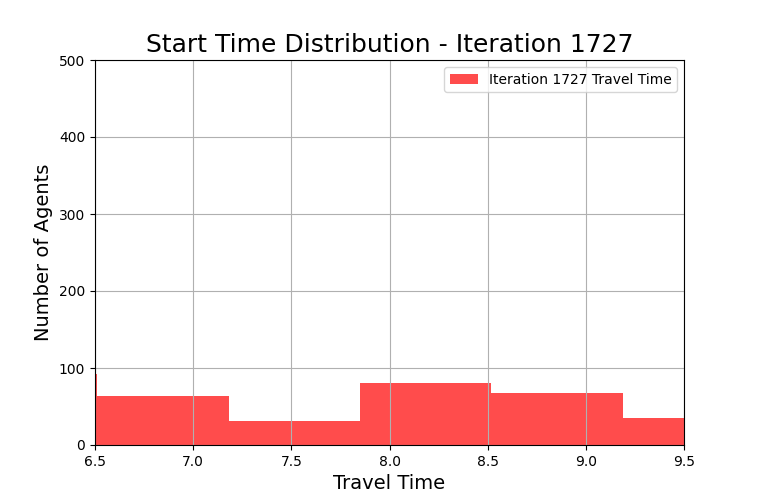 Start Time Distribution - Iteration 1727
Iteration 1727 Travel Time
Number of Agents
500
400
300
200
100
0
6.5 7.0 7.5 8.0 8.5 9.0 9.5
Travel Time